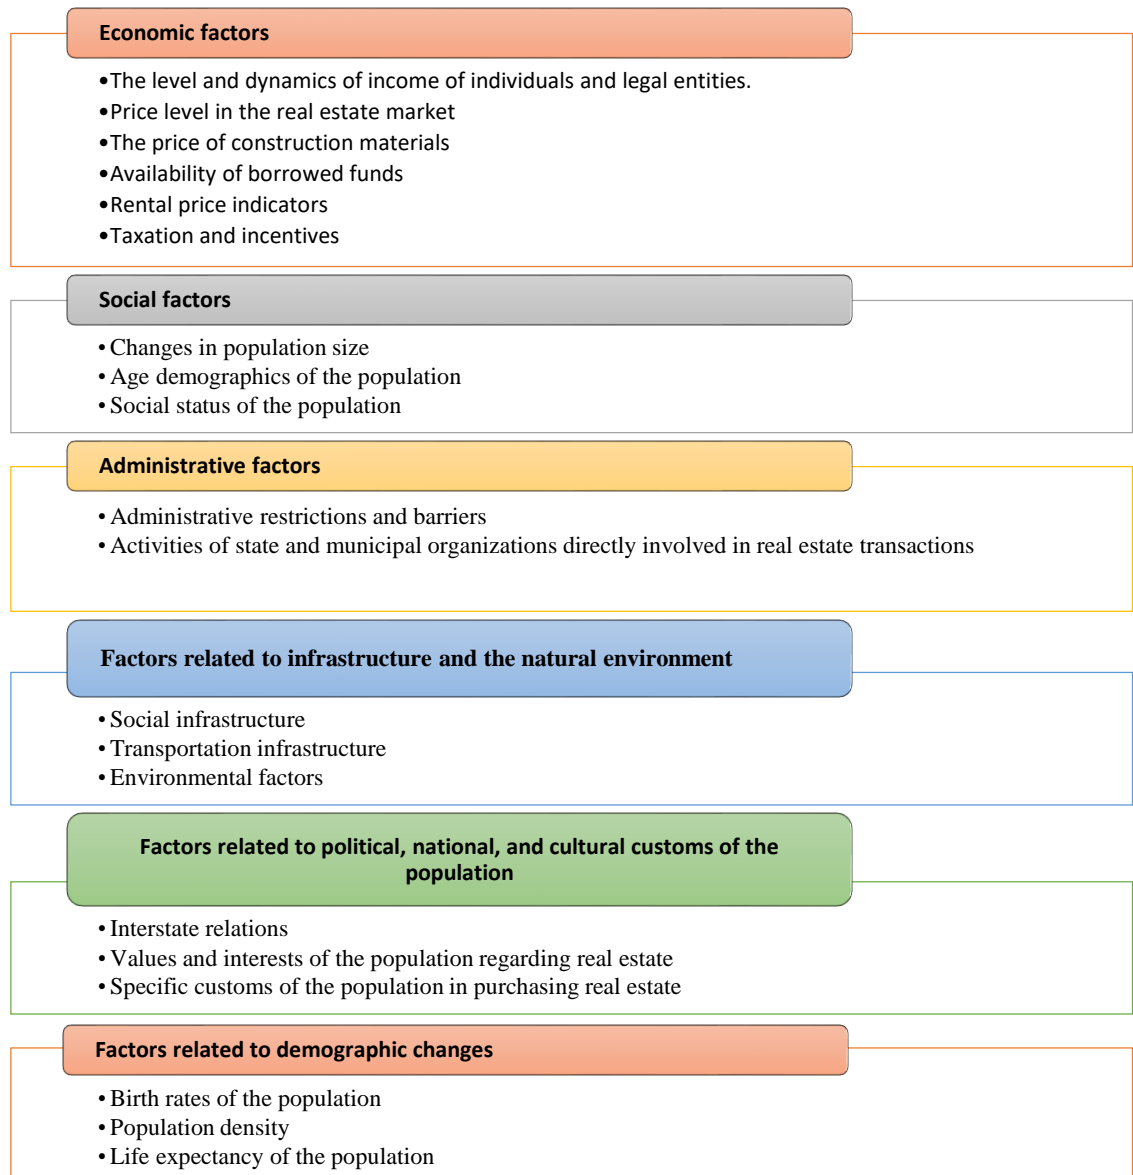 Economic factors
•The level and dynamics of income of individuals and legal entities.
•Price level in the real estate market
•The price of construction materials
•Availability of borrowed funds
•Rental price indicators
•Taxation and incentives
Social factors
•Changes in population size
•Age demographics of the population
•Social status of the population
Administrative factors
•Administrative restrictions and barriers
•Activities of state and municipal organizations directly involved in real estate transactions
Factors related to infrastructure and the natural environment
•Social infrastructure
•Transportation infrastructure
•Environmental factors
Factors related to political, national, and cultural customs of the
population
•Interstate relations
•Values and interests of the population regarding real estate
•Specific customs of the population in purchasing real estate
Factors related to demographic changes
•Birth rates of the population
•Population density
•Life expectancy of the population